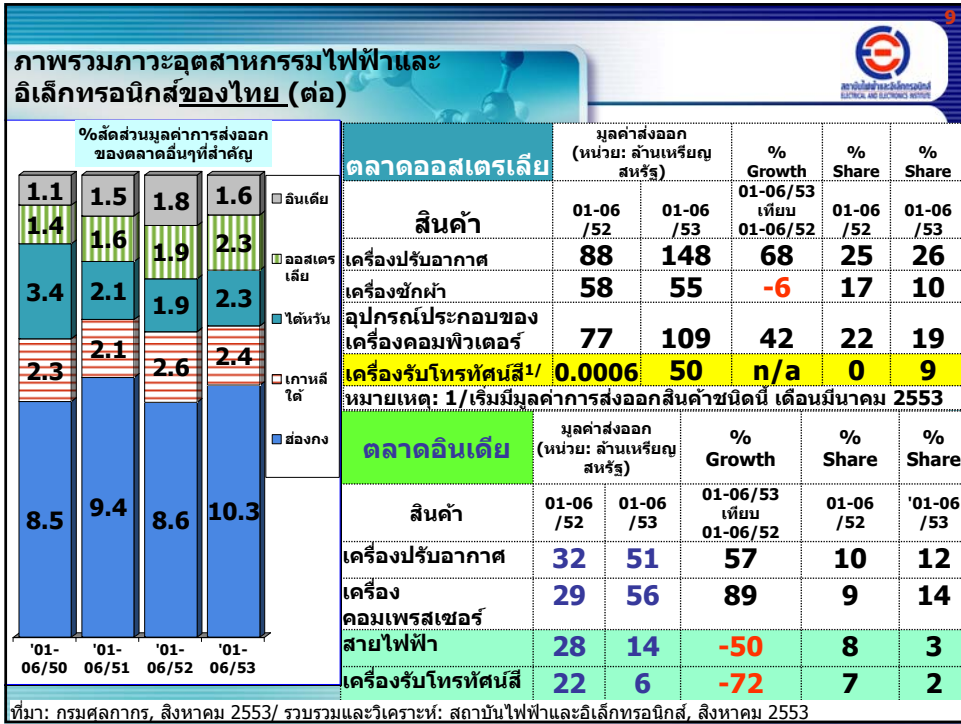 9
ภาพรวมภาวะอุตสาหกรรมไฟฟ้าและ
อิเล็กทรอนิกส์ของไทย (ต่อ)
สถาบันไฟฟ้าและอิเล็กทรอนิกส์
ELECTRICAL AND ELECTRONICS INSTITUTE
%สัดส่วนมูลค่าการส่งออก
ของตลาดอื่นๆที่สำคัญ
1.1 1.5 1.8 1.6
1.4 1.6 1.9 2.3
3.4 2.1 1.9 2.3
2.3 2.1 2.6 2.4
8.5 9.4 8.6 10.3
'01-06/50 '01-06/51 '01-06/52 '01-06/53
อินเดีย
ออสเตร
เลีย
ไต้หวัน
เกาหลี
ใต้
ฮ่องกง
ตลาดออสเตรเลีย
มูลค่าส่งออก
(หน่วย: ล้านเหรียญ
สหรัฐ)
%
Growth
%
Share
%
Share
สินค้า
01-06
/52
01-06
/53
01-06/53
เทียบ
01-06/52
01-06
/52
01-06
/53
เครื่องปรับอากาศ 88 148 68 25 26
เครื่องซักผ้า 58 55 -6 17 10
อุปกรณ์ประกอบของ
เครื่องคอมพิวเตอร์ 77 109 42 22 19
เครื่องรับโทรทัศน์สี1/ 0.0006 50 n/a 0 9
หมายเหตุ: 1/เริ่มมีมูลค่าการส่งออกสินค้าชนิดนี้ เดือนมีนาคม 2553
ตลาดอินเดีย
มูลค่าส่งออก
(หน่วย: ล้านเหรียญ
สหรัฐ)
%
Growth
%
Share
%
Share
สินค้า
01-06
/52
01-06
/53
01-06/53
เทียบ
01-06/52
01-06
/52
'01-06
/53
เครื่องปรับอากาศ 32 51 57 10 12
เครื่อง
คอมเพรสเซอร์ 29 56 89 9 14
สายไฟฟ้า 28 14 -50 8 3
เครื่องรับโทรทัศน์สี 22 6 -72 7 2
ที่มา: กรมศุลกากร, สิงหาคม 2553/ รวบรวมและวิเคราะห์: สถาบันไฟฟ้าและอิเล็กทรอนิกส์, สิงหาคม 2553